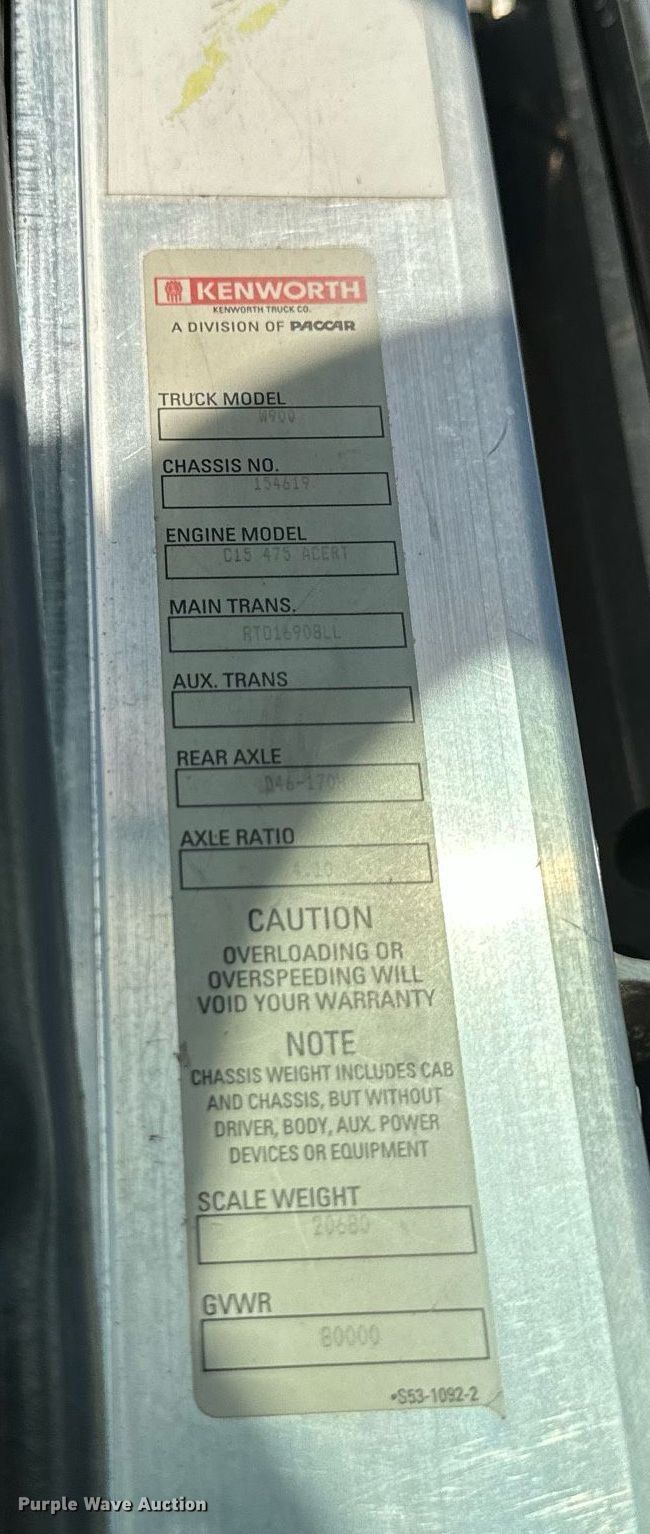 KENWORTH
KENWORTH TRUCK CO.
A DIVISION OF PACCAR
TRUCK MODEL
W900
CHASSIS NO.
154619
ENGINE MODEL
C15 475 ACERT
MAIN TRANS.
RTO16908LL
AUX. TRANS
REAR AXLE
AXLE RATIO
4.10
CAUTION
OVERLOADING OR
OVERSPEEDING WILL
VOID YOUR WARRANTY
NOTE
CHASSIS WEIGHT INCLUDES CAB
AND CHASSIS, BUT WITHOUT
DRIVER, BODY, AUX. POWER
DEVICES OR EQUIPMENT
SCALE WEIGHT
20680
GVWR
80000
•S53-1092-2
Purple Wave Auction